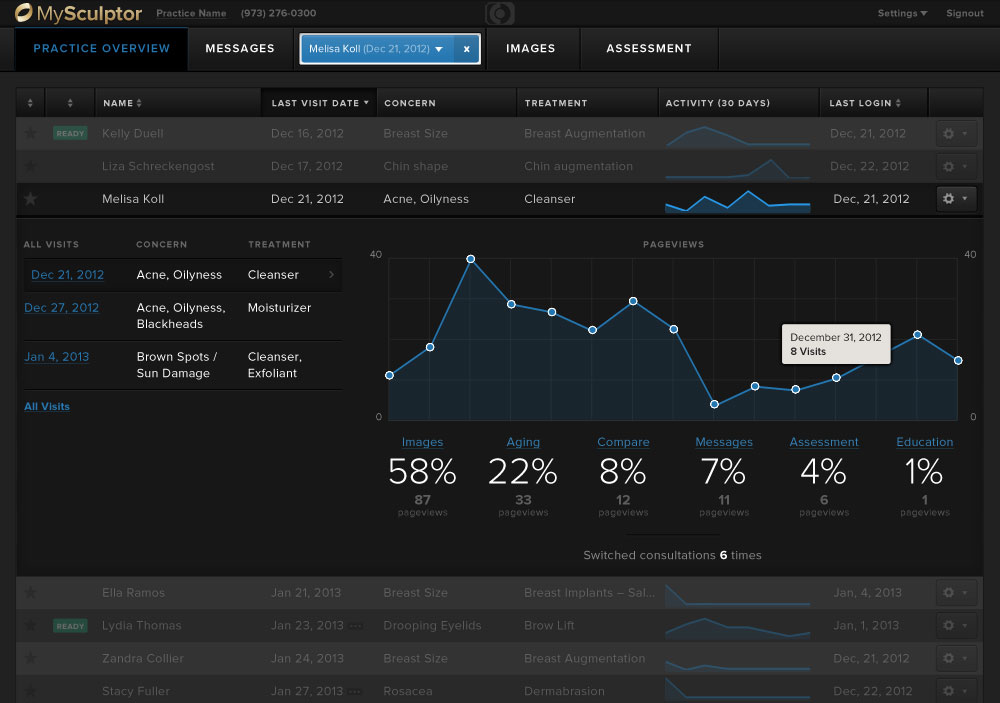 MySculptor Practice Name (973) 276-0300 Settings Signout
PRACTICE OVERVIEW MESSAGES Melisa Koll (Dec 21, 2012) x IMAGES ASSESSMENT
NAME LAST VISIT DATE CONCERN TREATMENT ACTIVITY (30 DAYS) LAST LOGIN
READY Kelly Duell Dec 16, 2012 Breast Size Breast Augmentation Dec, 21, 2012
Liza Schreckengost Dec 17, 2012 Chin shape Chin augmentation Dec, 22, 2012
Melisa Koll Dec 21, 2012 Acne, Oilyness Cleanser Dec, 21, 2012
ALL VISITS CONCERN TREATMENT
Dec 21, 2012 Acne, Oilyness Cleanser
Dec 27, 2012 Acne, Oilyness, Moisturizer
Blackheads
Jan 4, 2013 Brown Spots / Cleanser,
Sun Damage Exfoliant
All Visits
PAGEVIEWS
40 40
December 31, 2012
8 Visits
0 0
Images Aging Compare Messages Assessment Education
58% 22% 8% 7% 4% 1%
87 33 12 11 6 1
pageviews pageviews pageviews pageviews pageviews pageviews
Switched consultations 6 times
Ella Ramos Jan 21, 2013 Breast Size Breast Implants – Sal... Jan, 4, 2013
READY Lydia Thomas Jan 23, 2013 Drooping Eyelids Brow Lift Jan, 1, 2013
Zandra Collier Jan 24, 2013 Breast Size Breast Augmentation Dec, 21, 2012
Stacy Fuller Jan 27, 2013 Rosacea Dermabrasion Dec, 22, 2012